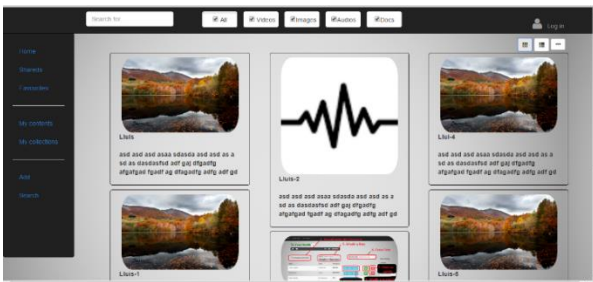 Search for
All
Videos
Images
Audios
Docs
Log in
Home
Shareds
Favourites
My contents
My collections
Add
Search
Lluis
asd asd asd asaa sdasda asd asd as a
sd as dasdasfsd adf gaj dfgadfg
afgafgad fgadf ag dfagadfg adfg adf gd
Lluis-2
asd asd asd asaa sdasda asd asd as a
sd as dasdasfsd adf gaj dfgadfg
afgafgad fgadf ag dfagadfg adfg adf gd
Llui-4
asd asd asd asaa sdasda asd asd as a
sd as dasdasfsd adf gaj dfgadfg
afgafgad fgadf ag dfagadfg adfg adf gd
Lluis-1
Lluis-5